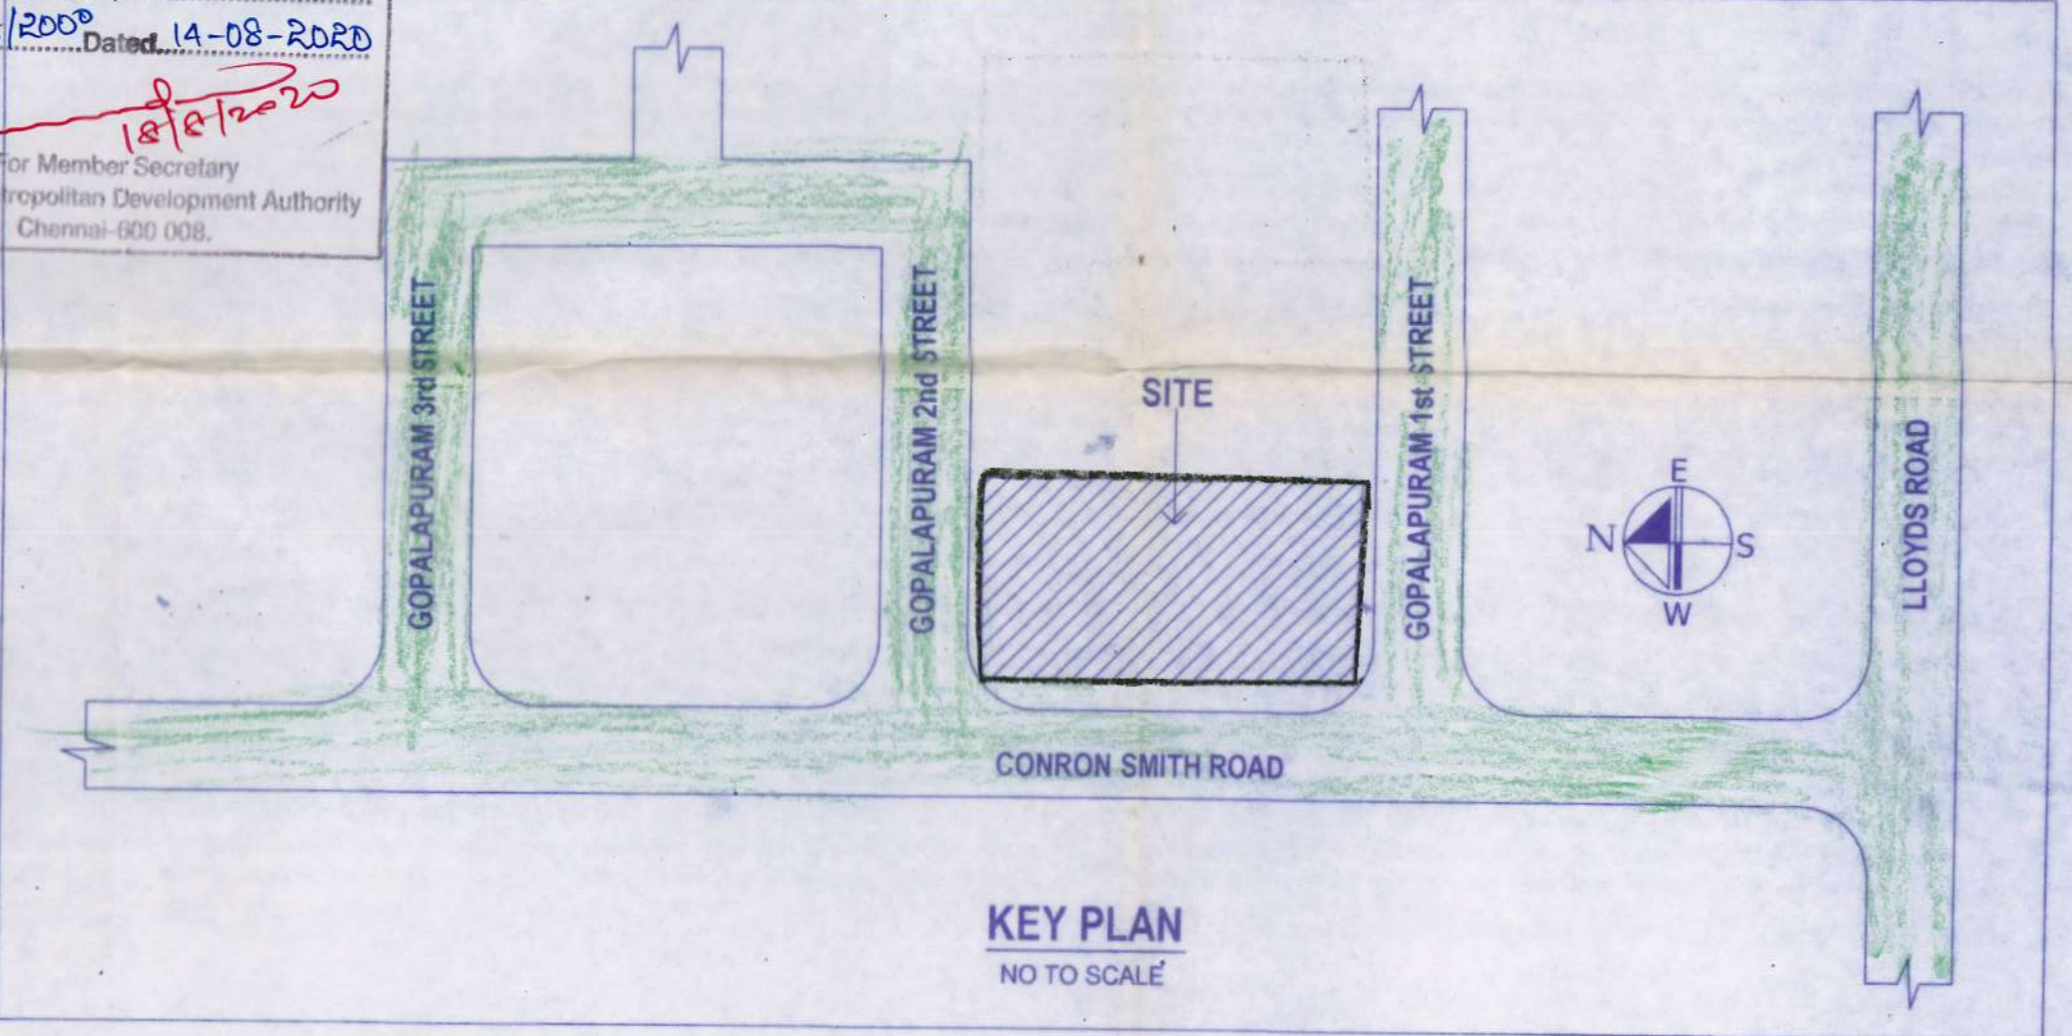 /2000 Dated 14-08-2020
18/8/2020
For Member Secretary
tropolitan Development Authority
Chennai-600 008.
GOPALAPURAM 3rd STREET
GOPALAPURAM 2nd STREET
SITE
GOPALAPURAM 1st STREET
LLOYDS ROAD
E
N
S
W
CONRON SMITH ROAD
KEY PLAN
NO TO SCALE